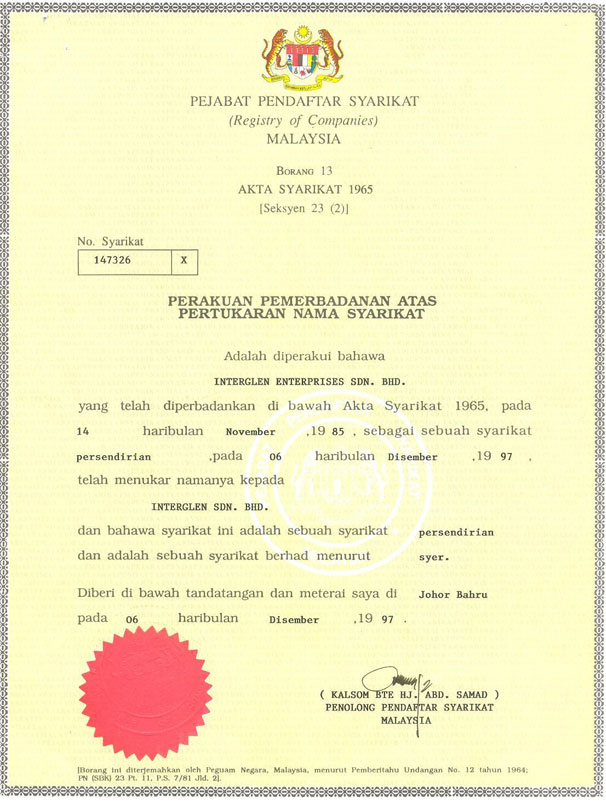 PEJABAT PENDAFTAR SYARIKAT
(Registry of Companies)
MALAYSIA
BORANG 13
AKTA SYARIKAT 1965
[Seksyen 23 (2)]
No. Syarikat
147326 X
PERAKUAN PEMERBADANAN ATAS
PERTUKARAN NAMA SYARIKAT
Adalah diperakui bahawa
INTERGLEN ENTERPRISES SDN. BHD.
yang telah diperbadankan di bawah Akta Syarikat 1965, pada
14 haribulan November ,19 85 , sebagai sebuah syarikat
persendirian ,pada 06 haribulan Disember ,19 97 ,
telah menukar namanya kepada
INTERGLEN SDN. BHD.
dan bahawa syarikat ini adalah sebuah syarikat persendirian
dan adalah sebuah syarikat berhad menurut syer.
Diberi di bawah tandatangan dan meterai saya di Johor Bahru
pada 06 haribulan Disember ,19 97 .
( KALSOM BTE HJ. ABD. SAMAD )
PENOLONG PENDAFTAR SYARIKAT
MALAYSIA
[Borang ini diterjemahkan oleh Peguam Negara, Malaysia, menurut Pemberitahu Undangan No. 12 tahun 1964;
PN (SBK) 23 Pt. 11, P.S. 7/81 Jld. 2].